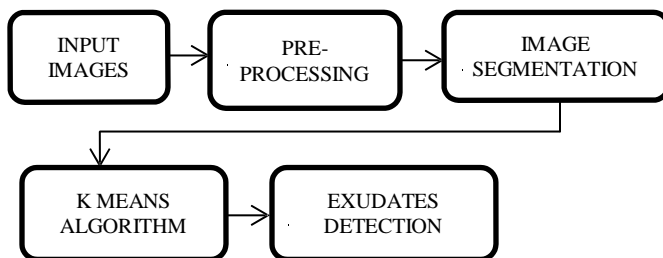 INPUT
IMAGES
PRE-
PROCESSING
IMAGE
SEGMENTATION
K MEANS
ALGORITHM
EXUDATES
DETECTION